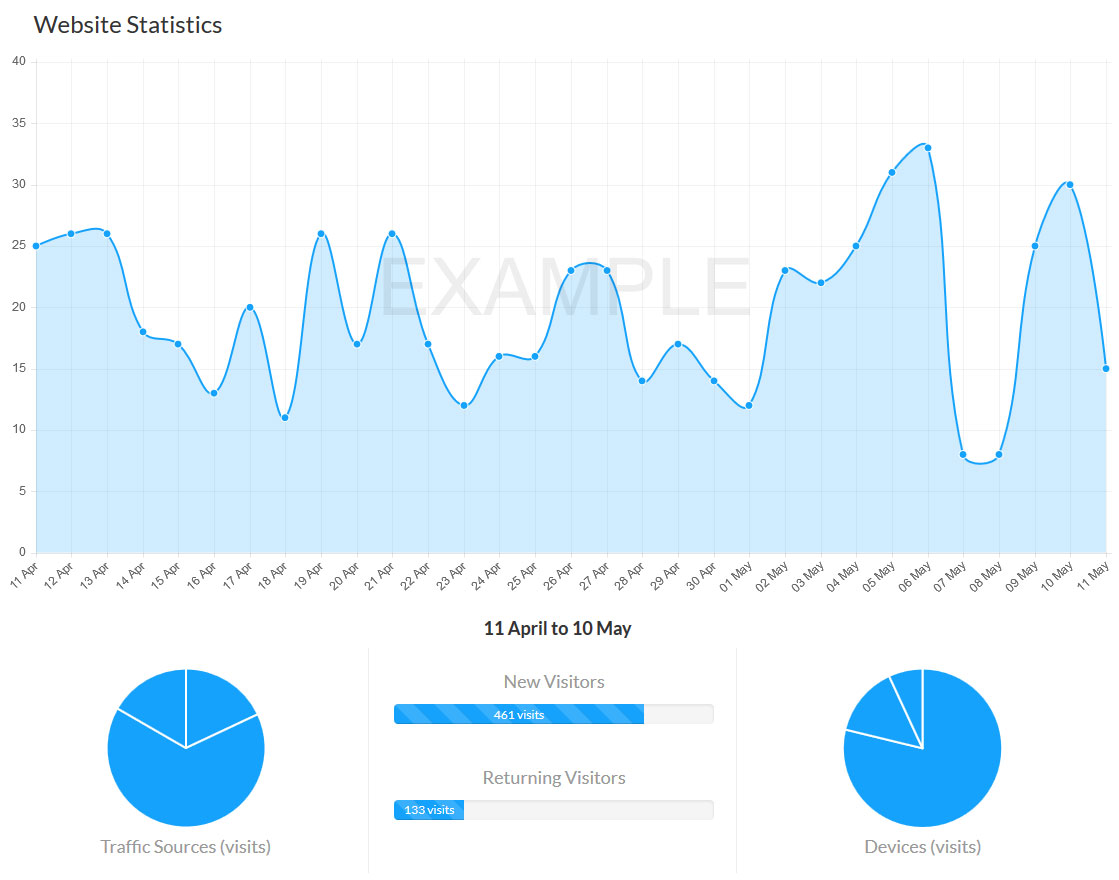 Website Statistics
40
35
30
25
20
15
10
5
0
EXAMPLE
11 Apr
12 Apr
13 Apr
14 Apr
15 Apr
16 Apr
17 Apr
18 Apr
19 Apr
20 Apr
21 Apr
22 Apr
23 Apr
24 Apr
25 Apr
26 Apr
27 Apr
28 Apr
29 Apr
30 Apr
01 May
02 May
03 May
04 May
05 May
06 May
07 May
08 May
09 May
10 May
11 May
11 April to 10 May
New Visitors
461 visits
Returning Visitors
133 visits
Traffic Sources (visits)
Devices (visits)